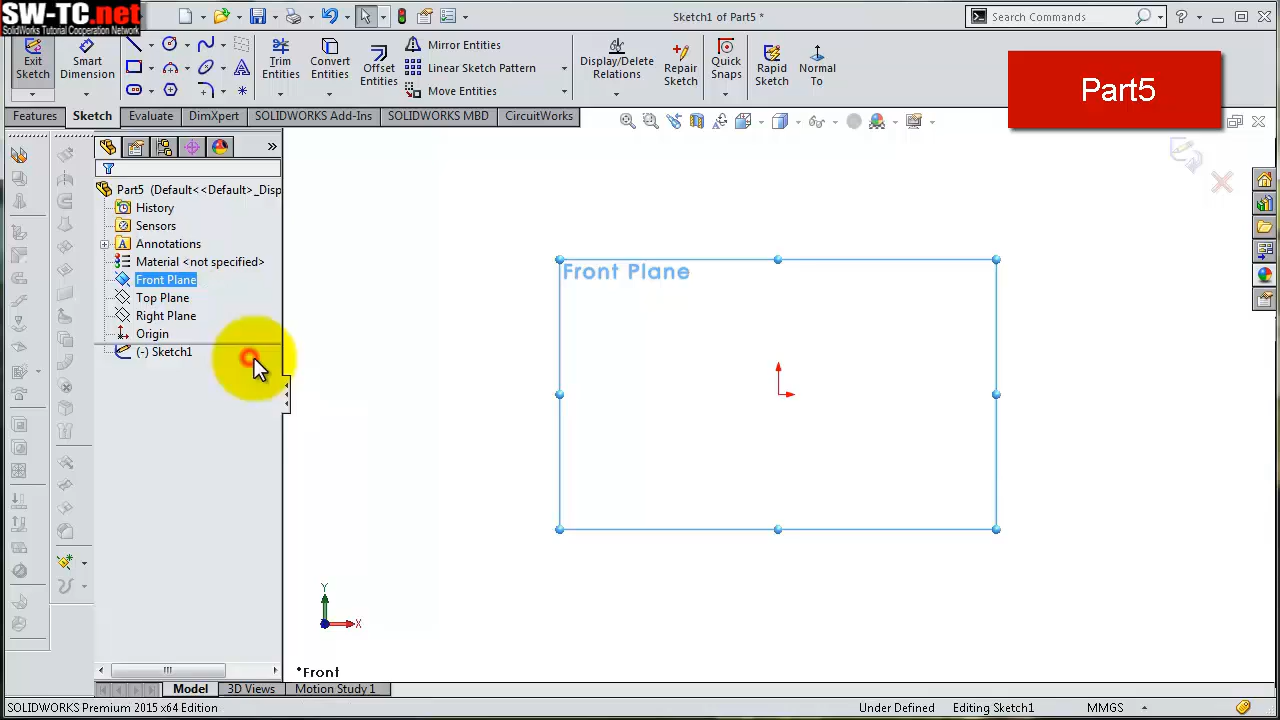 SW-TC.net
SolidWorks Tutorial Cooperation Network
Sketch1 of Part5 *
Search Commands
Exit Sketch
Smart Dimension
Trim Entities
Convert Entities
Offset Entities
Mirror Entities
Linear Sketch Pattern
Move Entities
Display/Delete Relations
Repair Sketch
Quick Snaps
Rapid Sketch
Normal To
Part5
Features
Sketch
Evaluate
DimXpert
SOLIDWORKS Add-Ins
SOLIDWORKS MBD
CircuitWorks
Part5 (Default<<Default>_Disp
History
Sensors
Annotations
Material <not specified>
Front Plane
Top Plane
Right Plane
Origin
(-) Sketch1
Front Plane
Y
X
*Front
Model
3D Views
Motion Study 1
SOLIDWORKS Premium 2015 x64 Edition
Under Defined
Editing Sketch1
MMGS